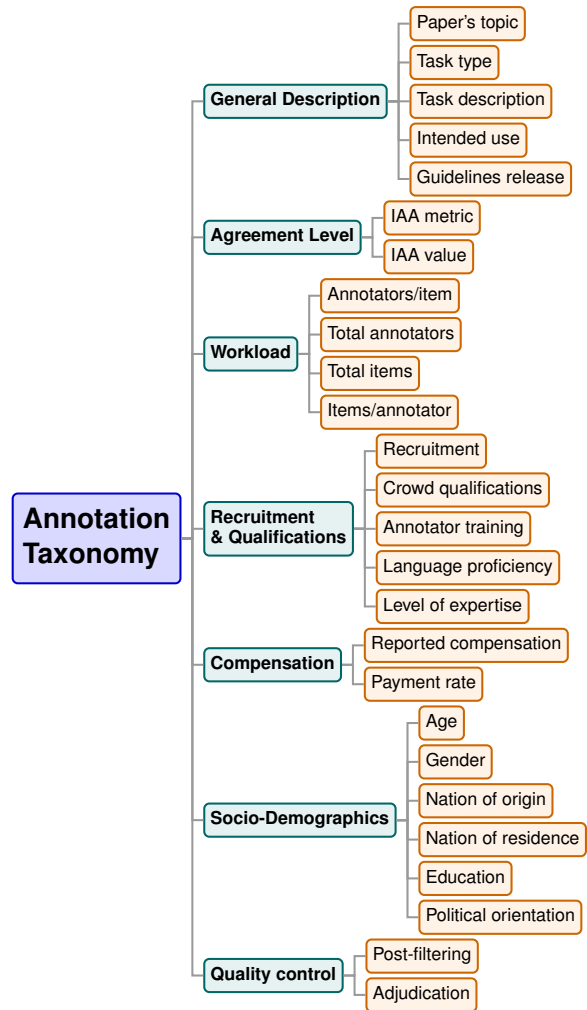 Annotation
Taxonomy
General Description
Paper's topic
Task type
Task description
Intended use
Guidelines release
Agreement Level
IAA metric
IAA value
Workload
Annotators/item
Total annotators
Total items
Items/annotator
Recruitment
& Qualifications
Recruitment
Crowd qualifications
Annotator training
Language proficiency
Level of expertise
Compensation
Reported compensation
Payment rate
Socio-Demographics
Age
Gender
Nation of origin
Nation of residence
Education
Political orientation
Quality control
Post-filtering
Adjudication